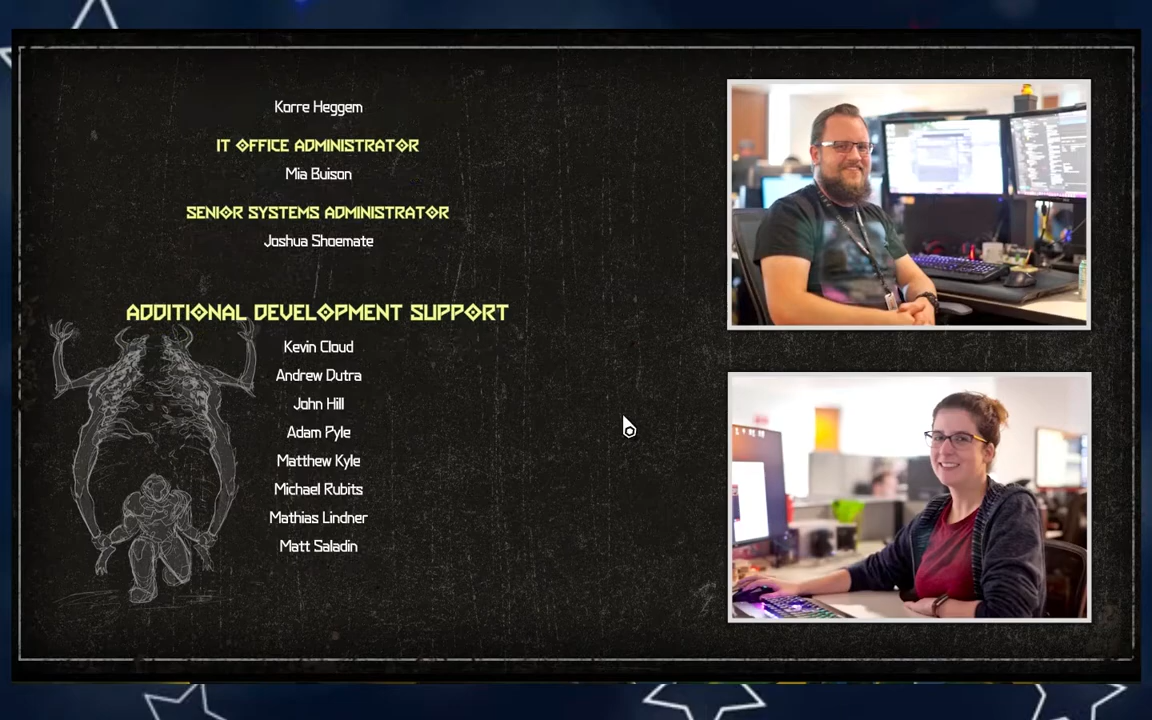 Korre Heggem
IT OFFICE ADMINISTRATOR
Mia Buison
SENIOR SYSTEMS ADMINISTRATOR
Joshua Shoemate
ADDITIONAL DEVELOPMENT SUPPORT
Kevin Cloud
Andrew Dutra
John Hill
Adam Pyle
Matthew Kyle
Michael Rubits
Mathias Lindner
Matt Saladin